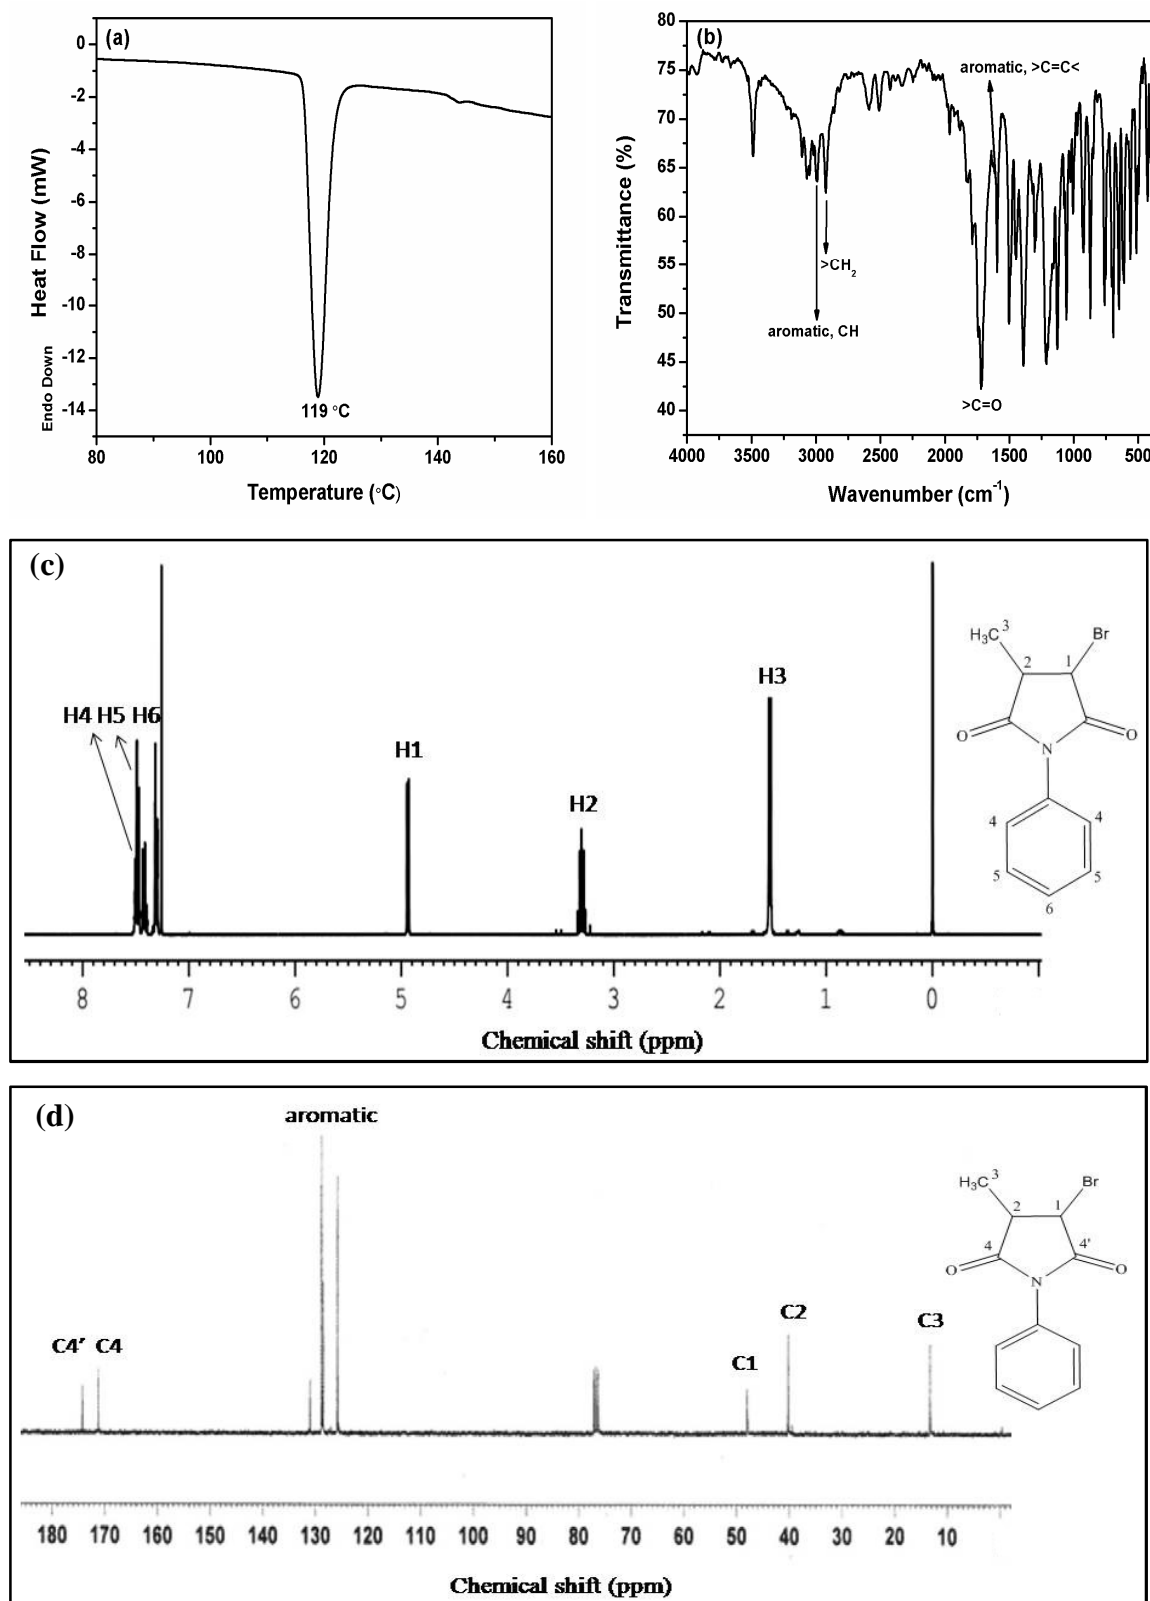 (a)
0
-2
-4
-6
-8
-10
-12
-14
Heat Flow (mW)
Endo Down
119 °C
80 100 120 140 160
Temperature (°C)
(b)
80
75
70
65
60
55
50
45
40
Transmittance (%)
aromatic, >C=C<
>CH₂
aromatic, CH
>C=O
4000 3500 3000 2500 2000 1500 1000 500
Wavenumber (cm⁻¹)
(c)
H4 H5 H6
H1
H2
H3
H₃C 3
Br
2 1
O O
N
4 4
5 5
6
8 7 6 5 4 3 2 1 0
Chemical shift (ppm)
(d)
aromatic
C4′ C4
C1
C2
C3
H₃C 3
Br
2 1
4 4'
O O
N
180 170 160 150 140 130 120 110 100 90 80 70 60 50 40 30 20 10
Chemical shift (ppm)